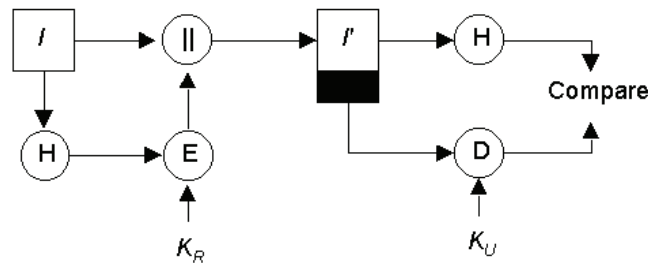 I || I' H
Compare
H E D
K_R K_U